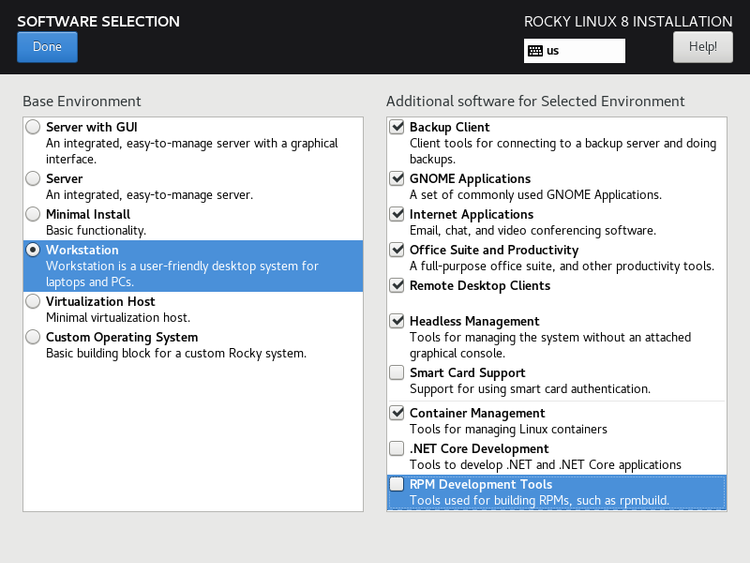 SOFTWARE SELECTION
Done
ROCKY LINUX 8 INSTALLATION
us
Help!
Base Environment
Server with GUI
An integrated, easy-to-manage server with a graphical
interface.
Server
An integrated, easy-to-manage server.
Minimal Install
Basic functionality.
Workstation
Workstation is a user-friendly desktop system for
laptops and PCs.
Virtualization Host
Minimal virtualization host.
Custom Operating System
Basic building block for a custom Rocky system.
Additional software for Selected Environment
Backup Client
Client tools for connecting to a backup server and doing
backups.
GNOME Applications
A set of commonly used GNOME Applications.
Internet Applications
Email, chat, and video conferencing software.
Office Suite and Productivity
A full-purpose office suite, and other productivity tools.
Remote Desktop Clients
Headless Management
Tools for managing the system without an attached
graphical console.
Smart Card Support
Support for using smart card authentication.
Container Management
Tools for managing Linux containers
.NET Core Development
Tools to develop .NET and .NET Core applications
RPM Development Tools
Tools used for building RPMs, such as rpmbuild.